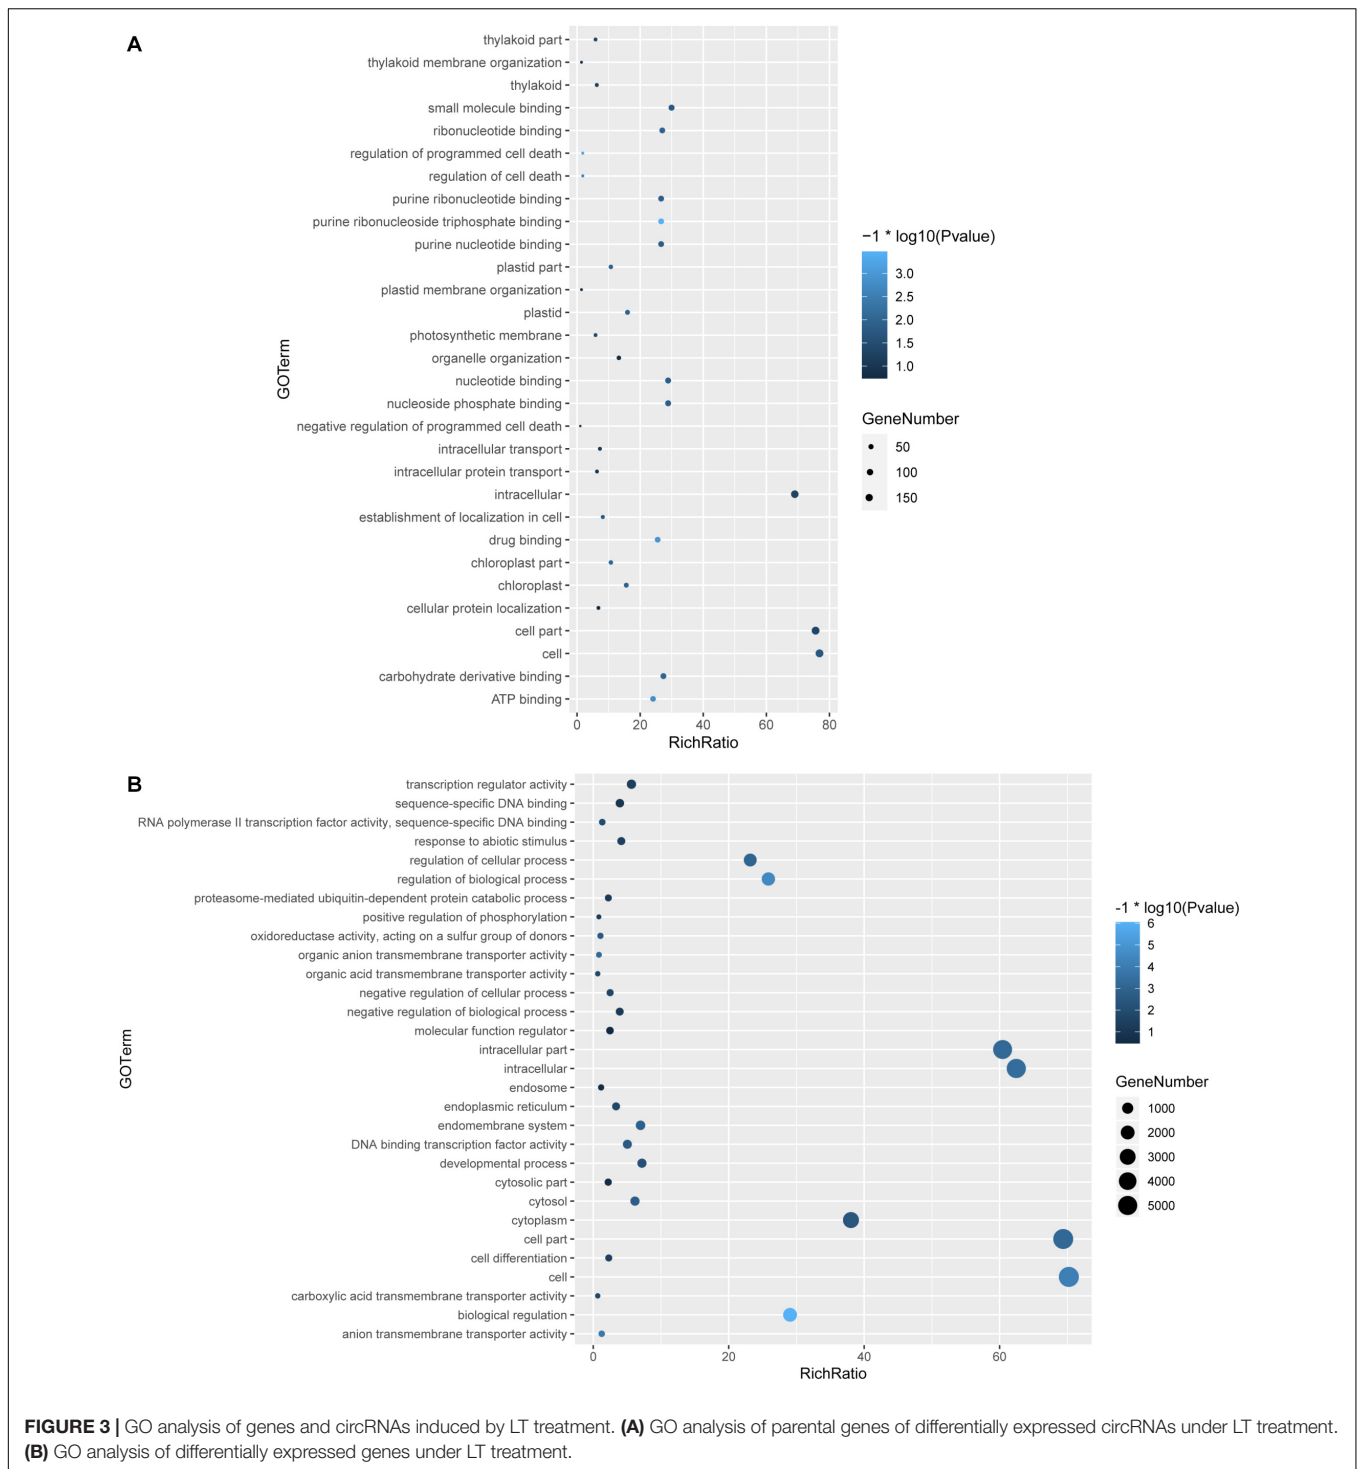 A
thylakoid part
thylakoid membrane organization
thylakoid
small molecule binding
ribonucleotide binding
regulation of programmed cell death
regulation of cell death
purine ribonucleotide binding
purine ribonucleoside triphosphate binding
purine nucleotide binding
plastid part
plastid membrane organization
plastid
photosynthetic membrane
organelle organization
nucleotide binding
nucleoside phosphate binding
negative regulation of programmed cell death
intracellular transport
intracellular protein transport
intracellular
establishment of localization in cell
drug binding
chloroplast part
chloroplast
cellular protein localization
cell part
cell
carbohydrate derivative binding
ATP binding
GOTerm
0 20 40 60 80
RichRatio
−1 * log10(Pvalue)
3.0
2.5
2.0
1.5
1.0
GeneNumber
50
100
150
B
transcription regulator activity
sequence-specific DNA binding
RNA polymerase II transcription factor activity, sequence-specific DNA binding
response to abiotic stimulus
regulation of cellular process
regulation of biological process
proteasome-mediated ubiquitin-dependent protein catabolic process
positive regulation of phosphorylation
oxidoreductase activity, acting on a sulfur group of donors
organic anion transmembrane transporter activity
organic acid transmembrane transporter activity
negative regulation of cellular process
negative regulation of biological process
molecular function regulator
intracellular part
intracellular
endosome
endoplasmic reticulum
endomembrane system
DNA binding transcription factor activity
developmental process
cytosolic part
cytosol
cytoplasm
cell part
cell differentiation
cell
carboxylic acid transmembrane transporter activity
biological regulation
anion transmembrane transporter activity
GOTerm
0 20 40 60
RichRatio
-1 * log10(Pvalue)
6
5
4
3
2
1
GeneNumber
1000
2000
3000
4000
5000
FIGURE 3 | GO analysis of genes and circRNAs induced by LT treatment. (A) GO analysis of parental genes of differentially expressed circRNAs under LT treatment.
(B) GO analysis of differentially expressed genes under LT treatment.